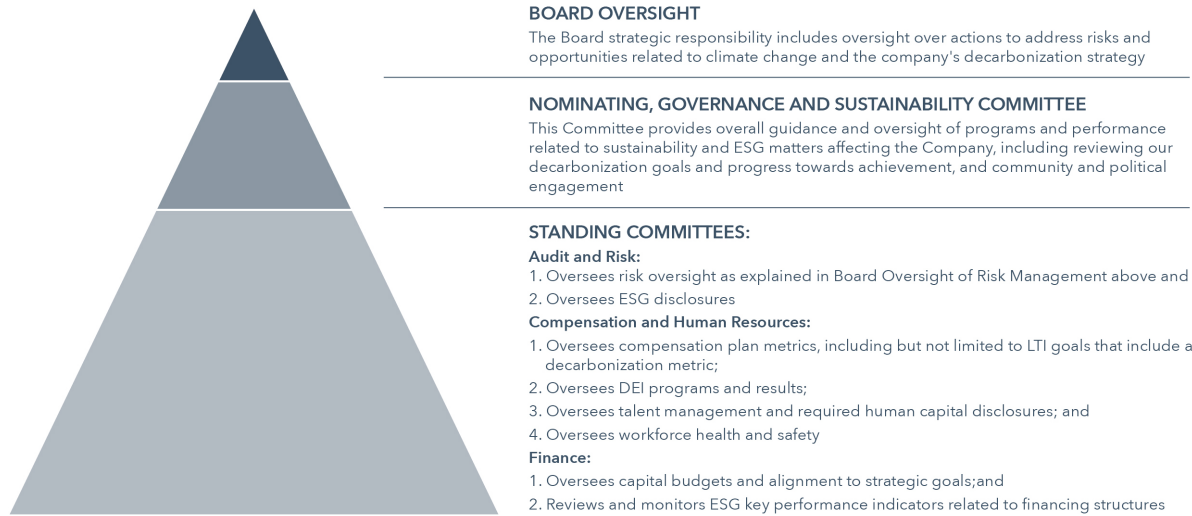 BOARD OVERSIGHT
The Board strategic responsibility includes oversight over actions to address risks and
opportunities related to climate change and the company's decarbonization strategy
NOMINATING, GOVERNANCE AND SUSTAINABILITY COMMITTEE
This Committee provides overall guidance and oversight of programs and performance
related to sustainability and ESG matters affecting the Company, including reviewing our
decarbonization goals and progress towards achievement, and community and political
engagement
STANDING COMMITTEES:
Audit and Risk:
1. Oversees risk oversight as explained in Board Oversight of Risk Management above and
2. Oversees ESG disclosures
Compensation and Human Resources:
1. Oversees compensation plan metrics, including but not limited to LTI goals that include a
decarbonization metric;
2. Oversees DEI programs and results;
3. Oversees talent management and required human capital disclosures; and
4. Oversees workforce health and safety
Finance:
1. Oversees capital budgets and alignment to strategic goals;and
2. Reviews and monitors ESG key performance indicators related to financing structures